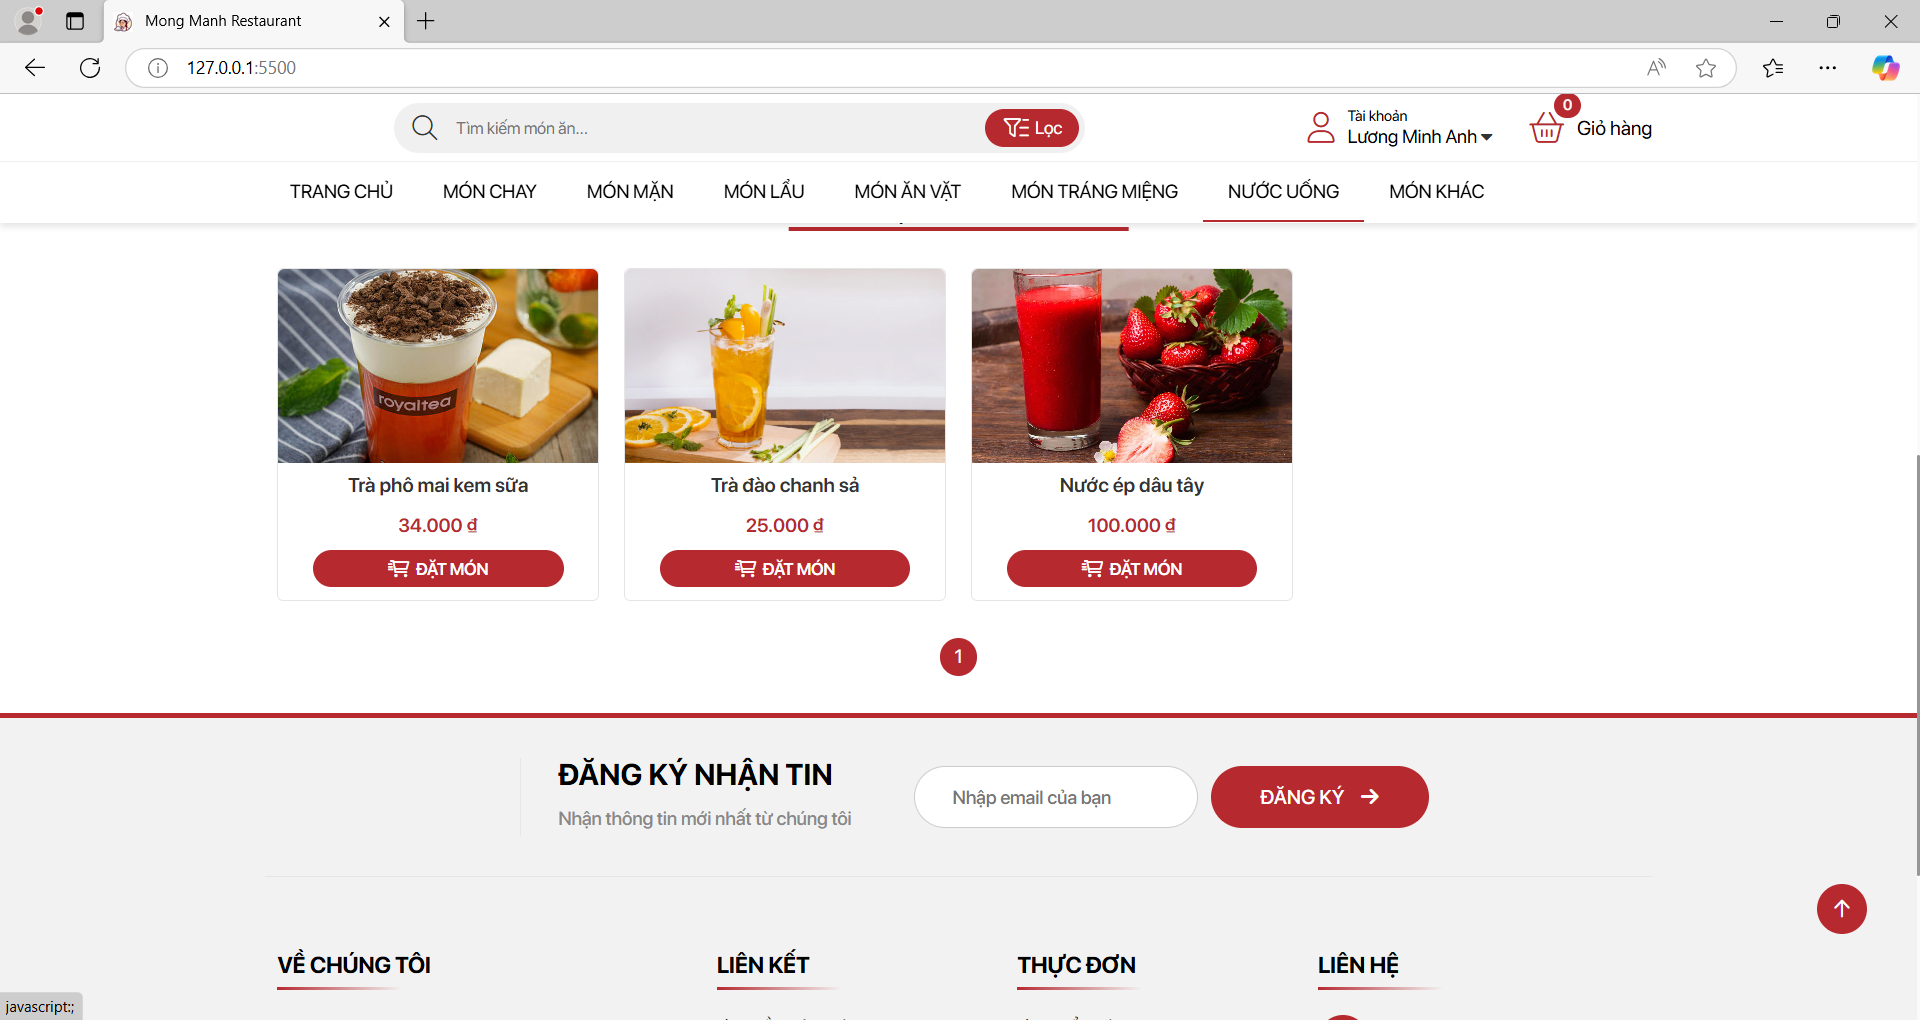 Mong Manh Restaurant
127.0.0.1:5500
Tìm kiếm món ăn...
Lọc
Tài khoản
Lương Minh Anh
0
Giỏ hàng
TRANG CHỦ
MÓN CHAY
MÓN MẶN
MÓN LẨU
MÓN ĂN VẶT
MÓN TRÁNG MIỆNG
NƯỚC UỐNG
MÓN KHÁC
royaltea
Trà phô mai kem sữa
34.000 ₫
ĐẶT MÓN
Trà đào chanh sả
25.000 ₫
ĐẶT MÓN
Nước ép dâu tây
100.000 ₫
ĐẶT MÓN
1
ĐĂNG KÝ NHẬN TIN
Nhận thông tin mới nhất từ chúng tôi
Nhập email của bạn
ĐĂNG KÝ
VỀ CHÚNG TÔI
LIÊN KẾT
THỰC ĐƠN
LIÊN HỆ
javascript:;